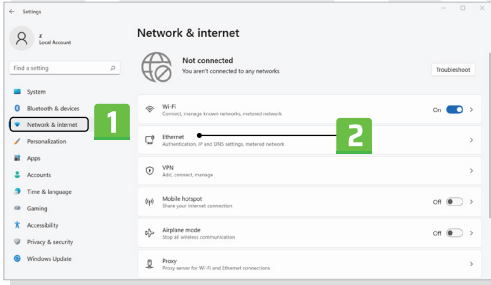 ← Settings
z
Local Account
Find a setting
System
Bluetooth & devices
Network & internet
Personalization
Apps
Accounts
Time & language
Gaming
Accessibility
Privacy & security
Windows Update
1
Network & internet
Not connected
You aren't connected to any networks
Troubleshoot
Wi-Fi
Connect, manage known networks, metered network
On
Ethernet
Authentication, IP and DNS settings, metered network
2
VPN
Add, connect, manage
Mobile hotspot
Share your internet connection
Off
Airplane mode
Stop all wireless communication
Off
Proxy
Proxy server for Wi-Fi and Ethernet connections